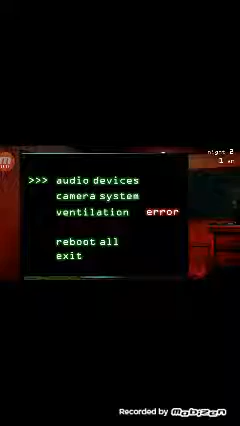 night 2
1 am
>>> audio devices
camera system
ventilation error
reboot all
exit
Recorded by mobizen